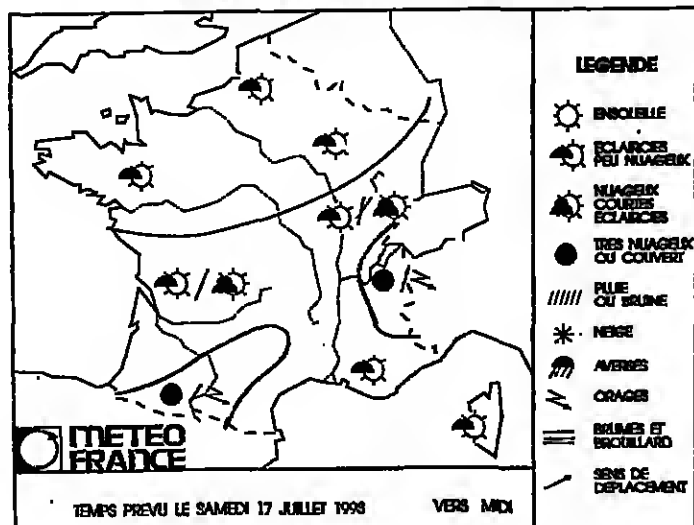 LEGENDE
ENSOLEILLE
ECLAIRCIES
PEU NUAGEUX
NUAGEUX
COURTES
ECLAIRCIES
TRES NUAGEUX
OU COUVERT
PLUIE
OU BRUINE
NEIGE
AVERSES
ORAGES
BRUMES ET
BROUILLARD
SENS DE
DEPLACEMENT
METEO
FRANCE
TEMPS PREVU LE SAMEDI 17 JUILLET 1993 VERS MIDI